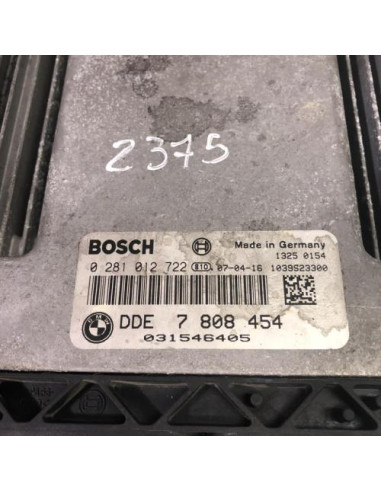 2375
BOSCH
Made in Germany
1325 0154
0 281 012 722 B10 07-04-16 1039S23300
DDE 7 808 454
031546405